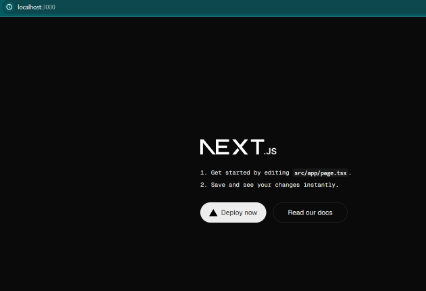 localhost:3000
NEXT.JS
1. Get started by editing src/app/page.tsx.
2. Save and see your changes instantly.
Deploy now
Read our docs